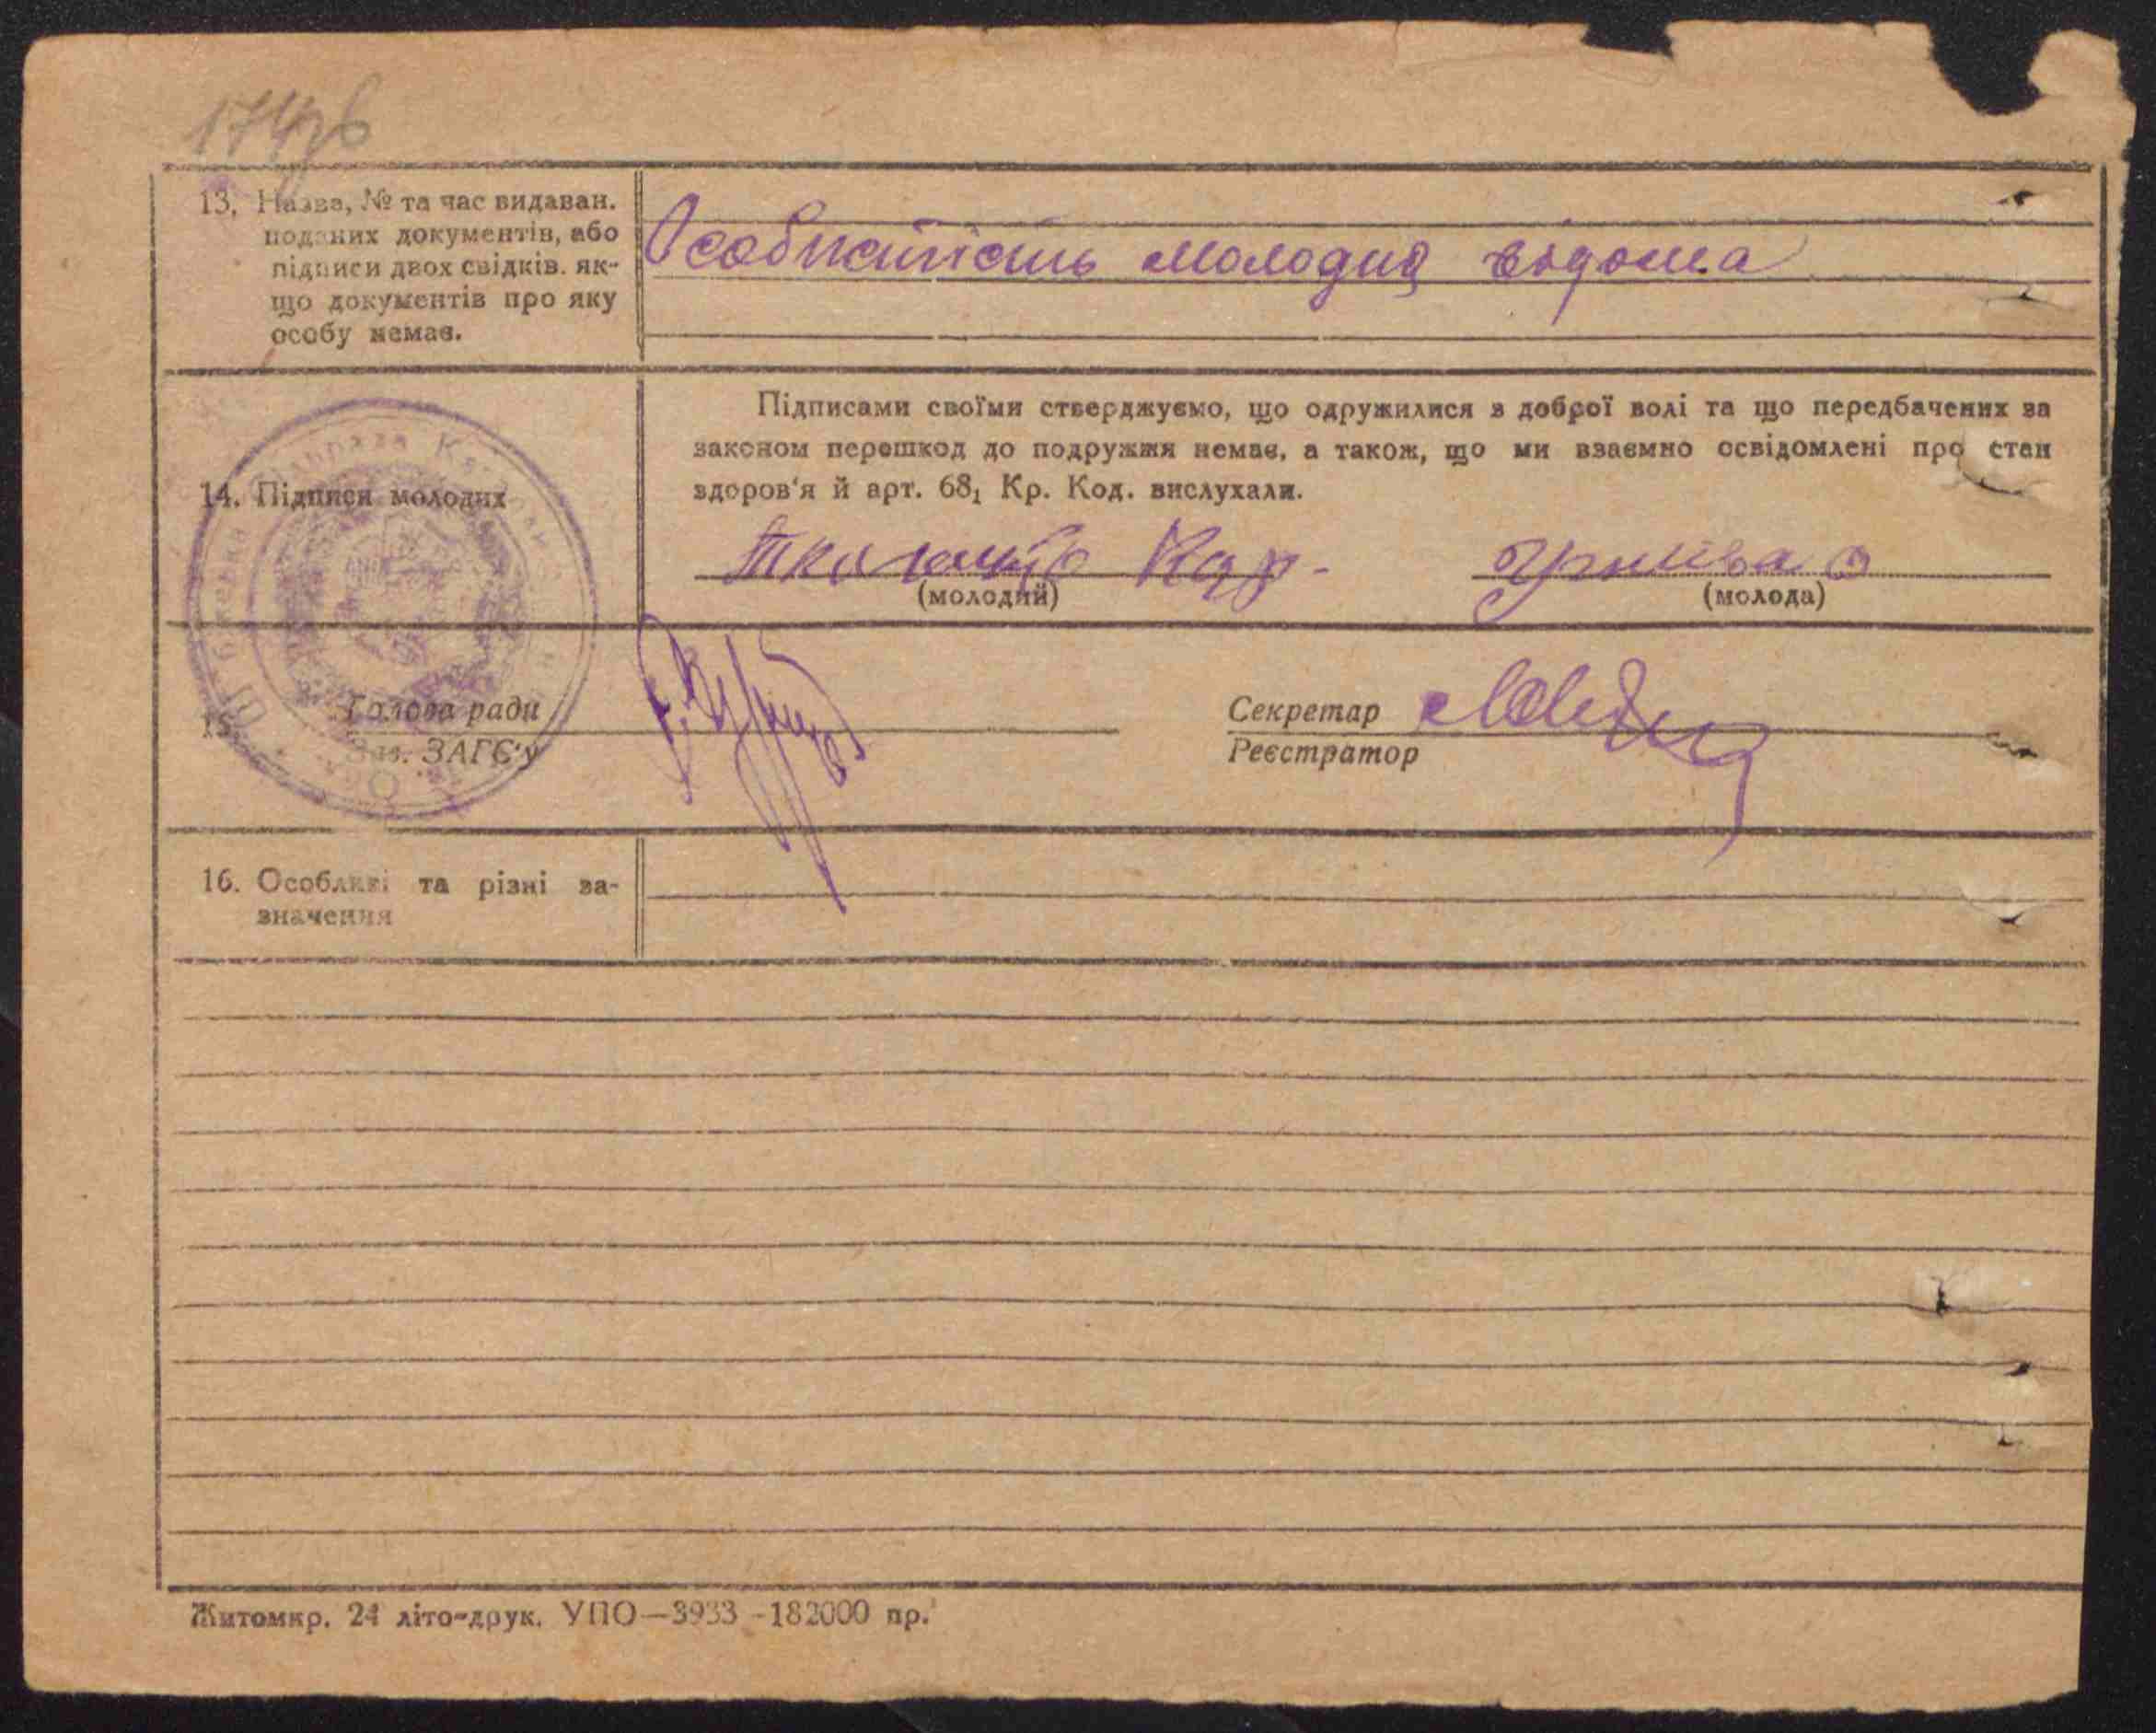 174зв
13. Назва, № та час видаван.
поданих документів, або
підписи двох свідків. як-
що документів про яку
особу немає.
Особистість молодих відома
Підписами своїми стверджуємо, що одружилися з доброї волі та що передбачених за
законом перешкод до подружжя немає, а також, що ми взаємно освідомлені про стан
здоров'я й арт. 68₁ Кр. Код. вислухали.
14. Підписи молодих
(молодий) (молода)
15. Голова ради
Зав. ЗАГС'у
Секретар
Реєстратор
16. Особливі та різні за-
значення
Житомир. 24 літо-друк. УПО—3933 -182000 пр.